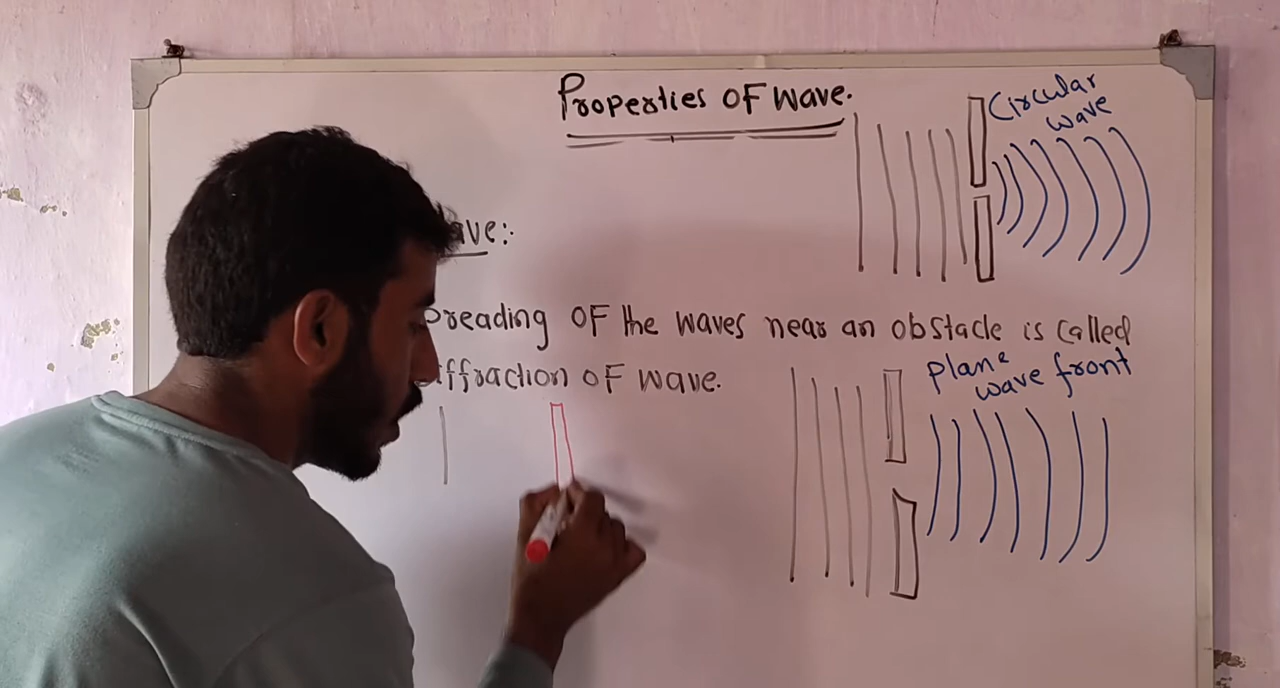 Properties OF wave.
Circular
wave
ave:
preading OF the waves near an obstacle is called
ffraction OF wave.
plane
wave front